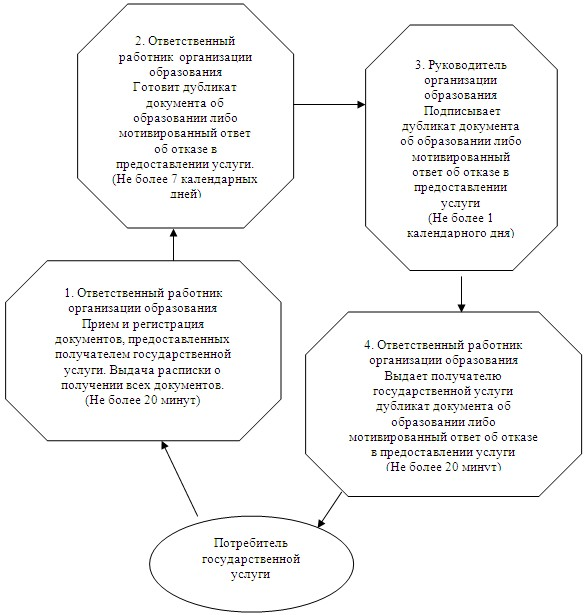 1. Ответственный работник
организации образования
Прием и регистрация
документов, предоставленных
получателем государственной
услуги. Выдача расписки о
получении всех документов.
(Не более 20 минут)
2. Ответственный
работник организации
образования
Готовит дубликат
документа об
образовании либо
мотивированный ответ
об отказе в
предоставлении услуги.
(Не более 7 календарных
дней)
3. Руководитель
организации
образования
Подписывает
дубликат документа
об образовании либо
мотивированный
ответ об отказе в
предоставлении
услуги
(Не более 1
календарного дня)
4. Ответственный работник
организации образования
Выдает получателю
государственной услуги
дубликат документа об
образовании либо
мотивированный ответ об отказе
в предоставлении услуги
(Не более 20 минут)
Потребитель
государственной
услуги